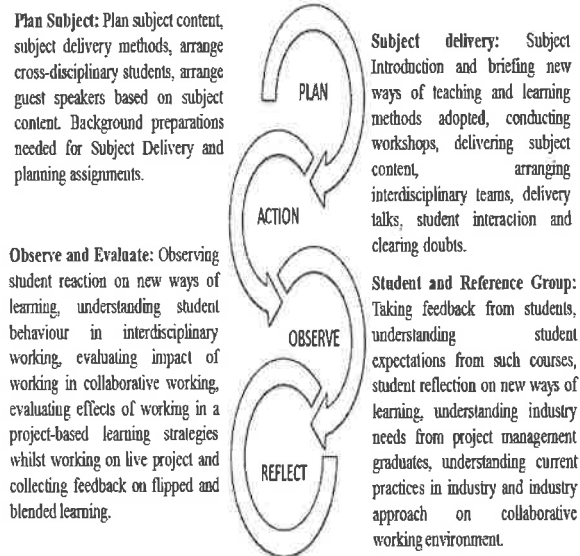 Plan Subject: Plan subject content,
subject delivery methods, arrange
cross-disciplinary students, arrange
guest speakers based on subject
content. Background preparations
needed for Subject Delivery and
planning assignments.
PLAN
Subject delivery: Subject
Introduction and briefing new
ways of teaching and learning
methods adopted, conducting
workshops, delivering subject
content, arranging
interdisciplinary teams, delivery
talks, student interaction and
clearing doubts.
ACTION
Observe and Evaluate: Observing
student reaction on new ways of
learning, understanding student
behaviour in interdisciplinary
working, evaluating impact of
working in collaborative working,
evaluating effects of working in a
project-based learning strategies
whilst working on live project and
collecting feedback on flipped and
blended learning.
OBSERVE
Student and Reference Group:
Taking feedback from students,
understanding student
expectations from such courses,
student reflection on new ways of
learning, understanding industry
needs from project management
graduates, understanding current
practices in industry and industry
approach on collaborative
working environment.
REFLECT